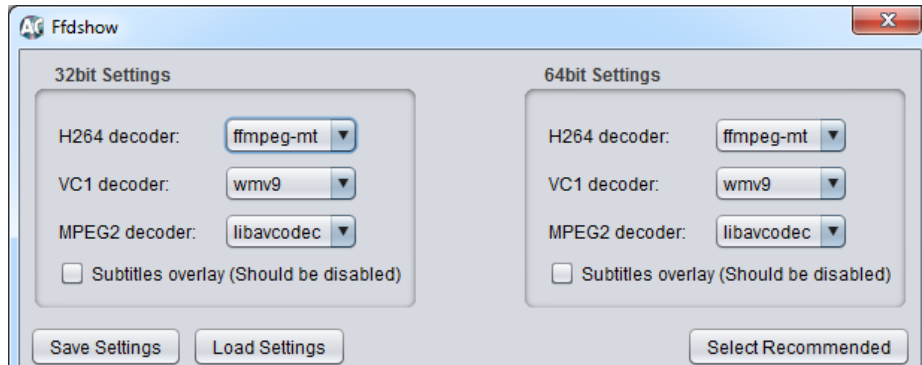 Ffdshow
32bit Settings
H264 decoder: ffmpeg-mt
VC1 decoder: wmv9
MPEG2 decoder: libavcodec
Subtitles overlay (Should be disabled)
64bit Settings
H264 decoder: ffmpeg-mt
VC1 decoder: wmv9
MPEG2 decoder: libavcodec
Subtitles overlay (Should be disabled)
Save Settings Load Settings Select Recommended